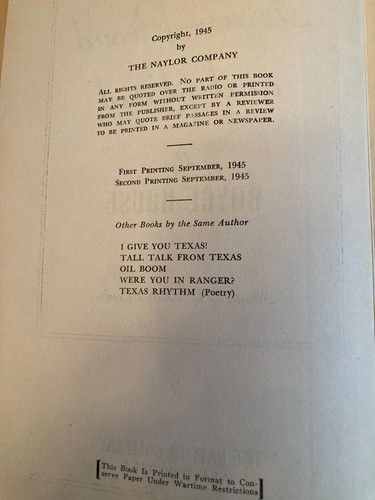 Copyright, 1945
by
THE NAYLOR COMPANY
ALL RIGHTS RESERVED. NO PART OF THIS BOOK
MAY BE QUOTED OVER THE RADIO OR PRINTED
IN ANY FORM WITHOUT WRITTEN PERMISSION
FROM THE PUBLISHER, EXCEPT BY A REVIEWER
WHO MAY QUOTE BRIEF PASSAGES IN A REVIEW
TO BE PRINTED IN A MAGAZINE OR NEWSPAPER.
FIRST PRINTING SEPTEMBER, 1945
SECOND PRINTING SEPTEMBER, 1945
Other Books by the Same Author
I GIVE YOU TEXAS!
TALL TALK FROM TEXAS
OIL BOOM
WERE YOU IN RANGER?
TEXAS RHYTHM (Poetry)
[This Book Is Printed in Format to Con-
serve Paper Under Wartime Restrictions]